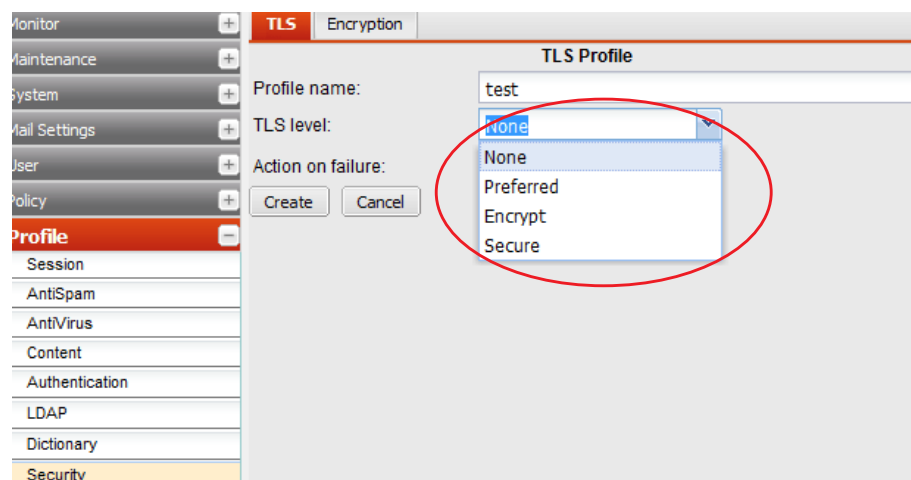 Monitor
Maintenance
System
Mail Settings
User
Policy
Profile
Session
AntiSpam
AntiVirus
Content
Authentication
LDAP
Dictionary
Security
TLS Encryption
TLS Profile
Profile name: test
TLS level: None
None
Action on failure:
Preferred
Create Cancel
Encrypt
Secure